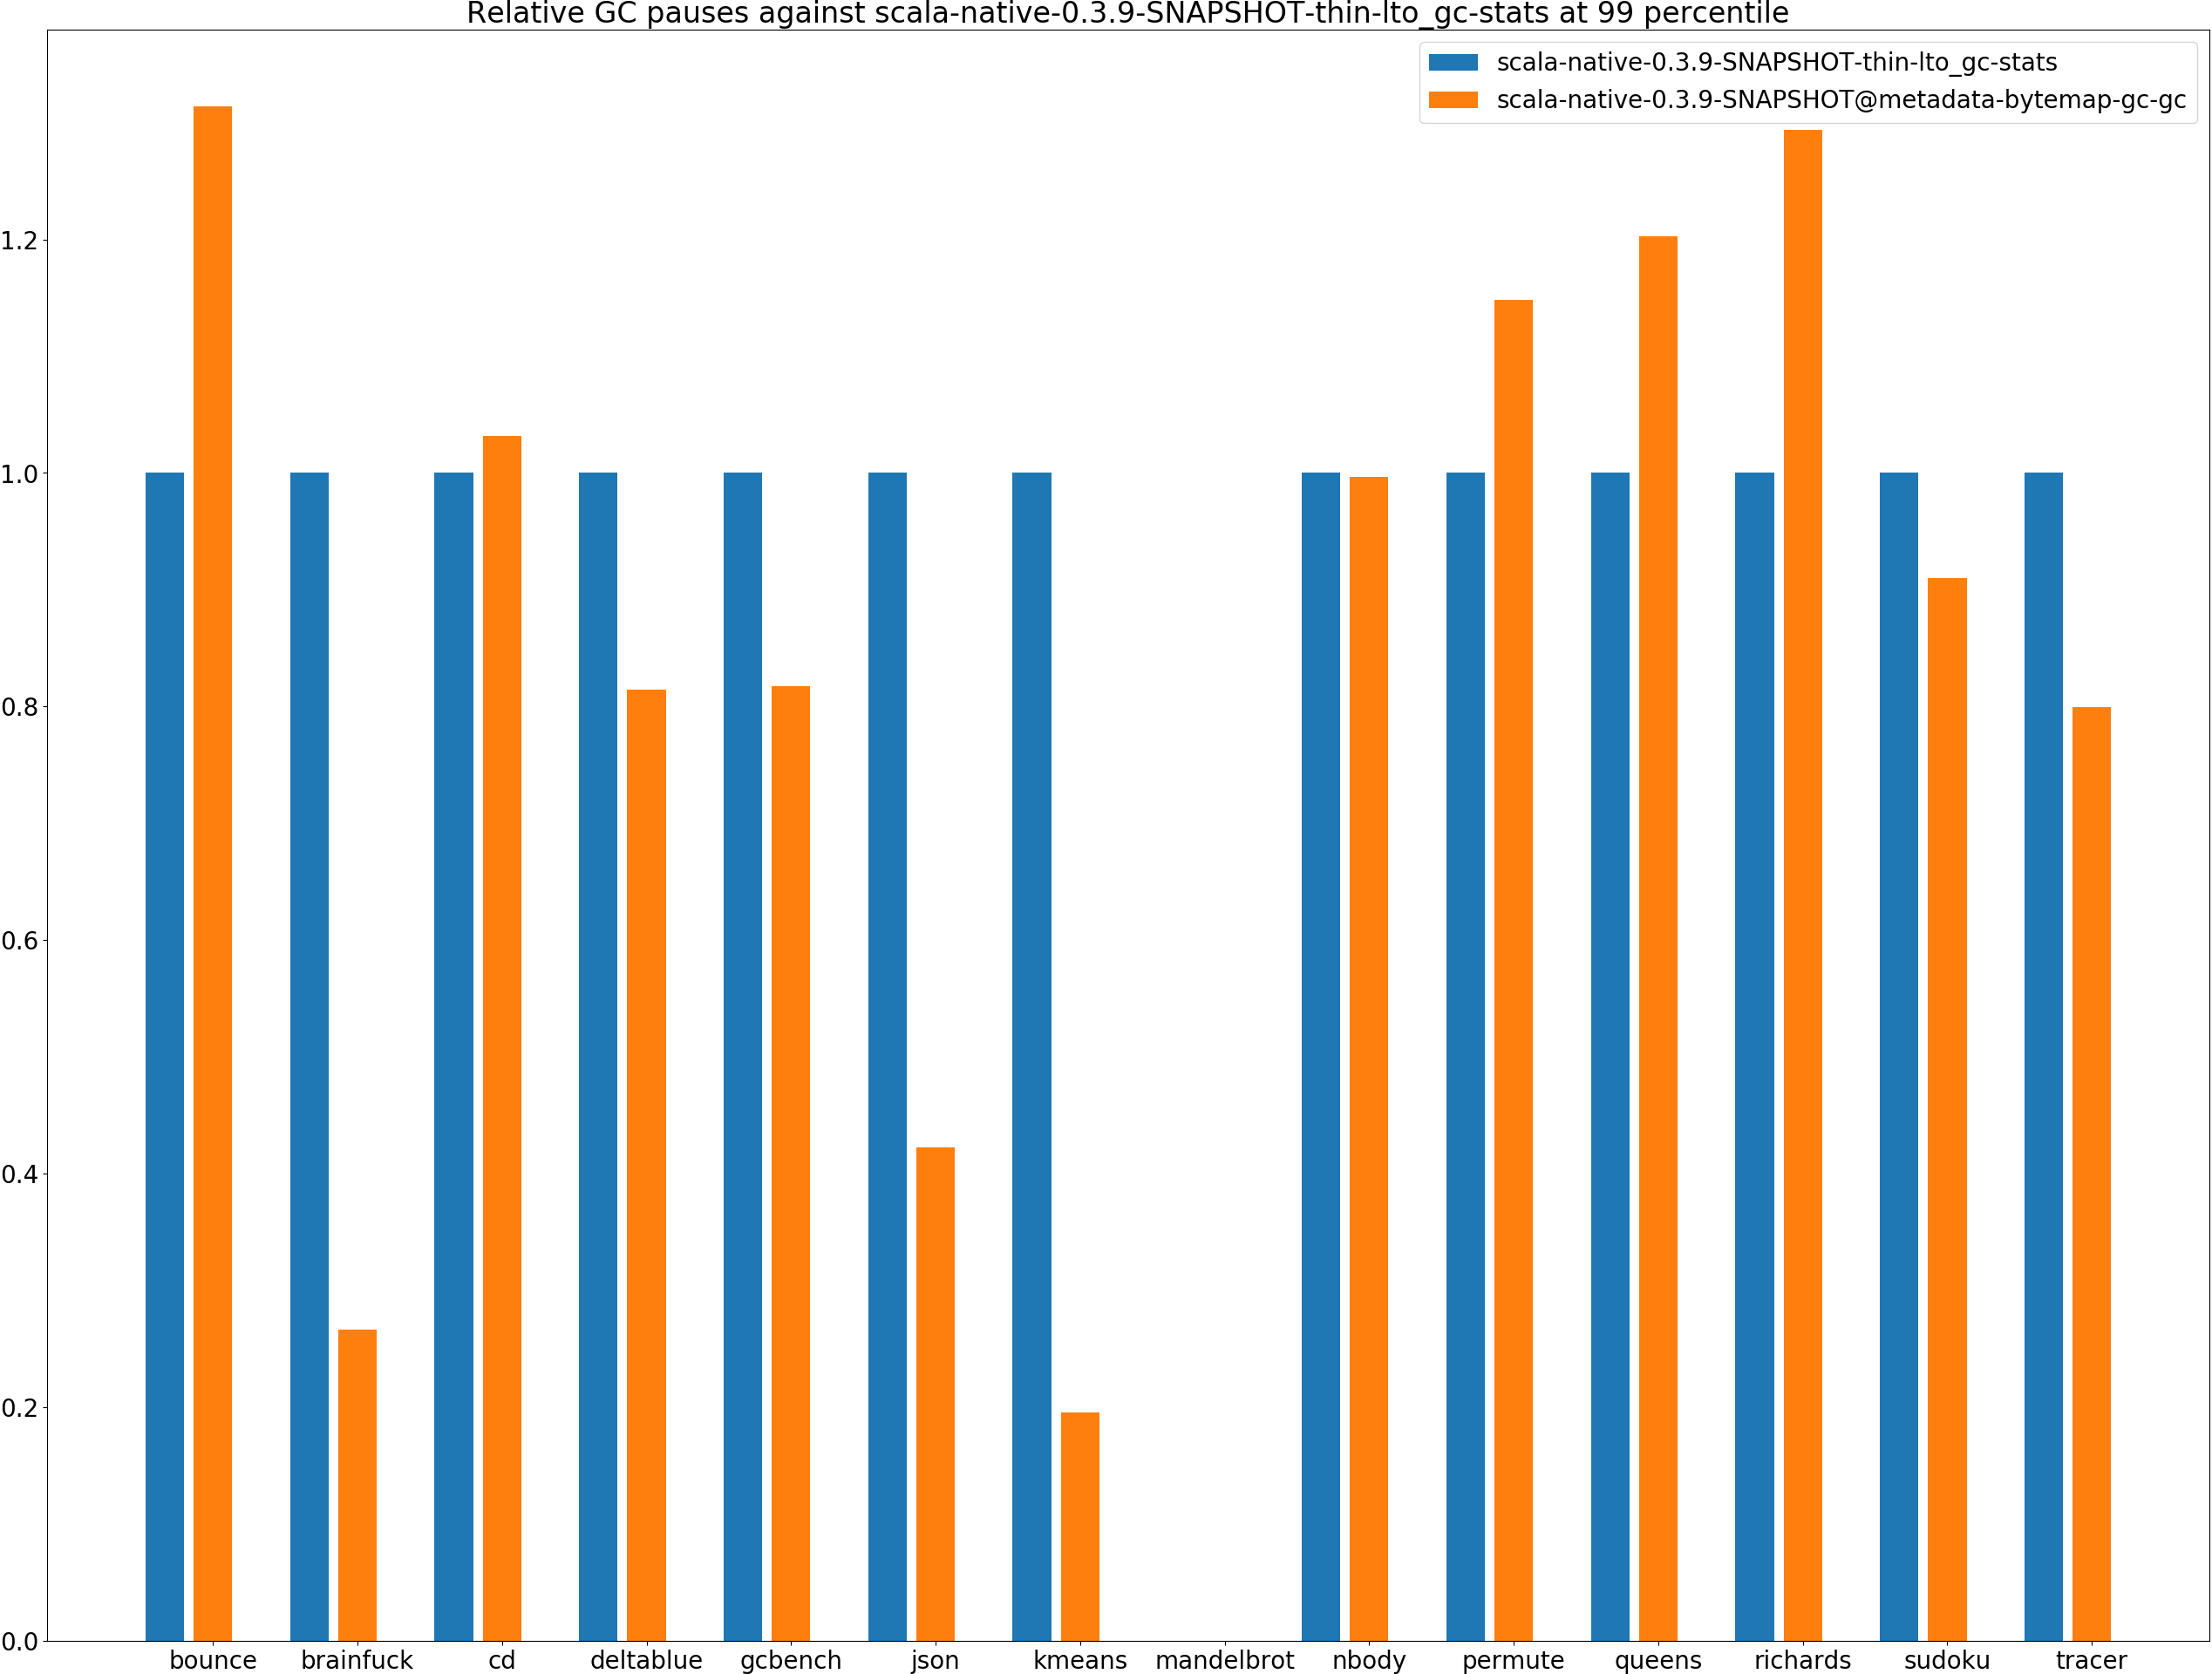 Relative GC pauses against scala-native-0.3.9-SNAPSHOT-thin-lto_gc-stats at 99 percentile
scala-native-0.3.9-SNAPSHOT-thin-lto_gc-stats
scala-native-0.3.9-SNAPSHOT@metadata-bytemap-gc-gc
1.2
1.0
0.8
0.6
0.4
0.2
0.0
bounce brainfuck cd deltablue gcbench json kmeans mandelbrot nbody permute queens richards sudoku tracer